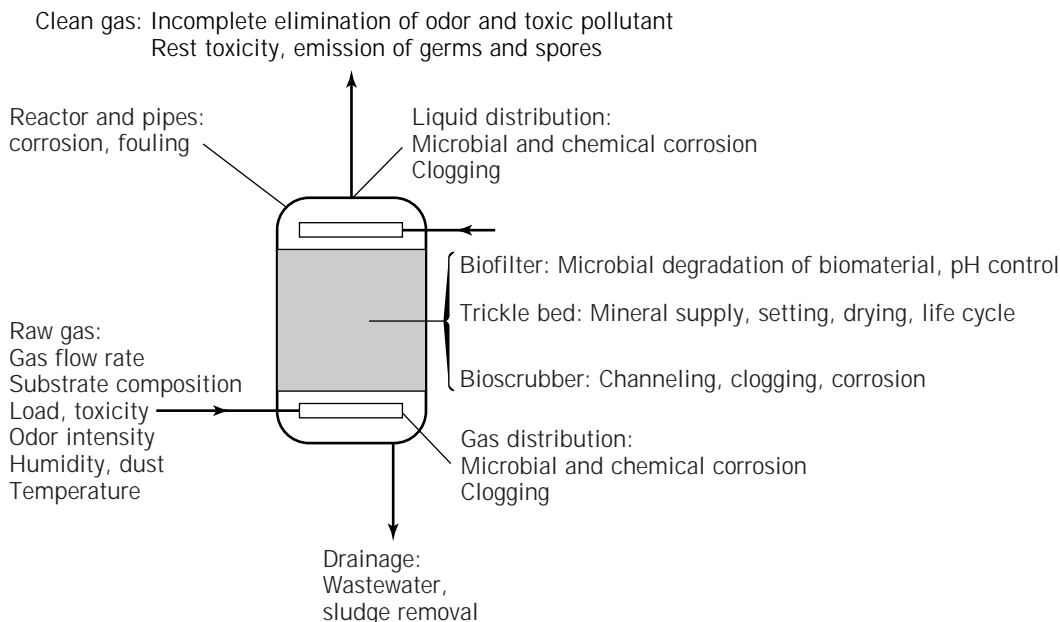 Clean gas: Incomplete elimination of odor and toxic pollutant
Rest toxicity, emission of germs and spores
Reactor and pipes:
corrosion, fouling
Liquid distribution:
Microbial and chemical corrosion
Clogging
Biofilter: Microbial degradation of biomaterial, pH control
Trickle bed: Mineral supply, setting, drying, life cycle
Bioscrubber: Channeling, clogging, corrosion
Raw gas:
Gas flow rate
Substrate composition
Load, toxicity
Odor intensity
Humidity, dust
Temperature
Gas distribution:
Microbial and chemical corrosion
Clogging
Drainage:
Wastewater,
sludge removal